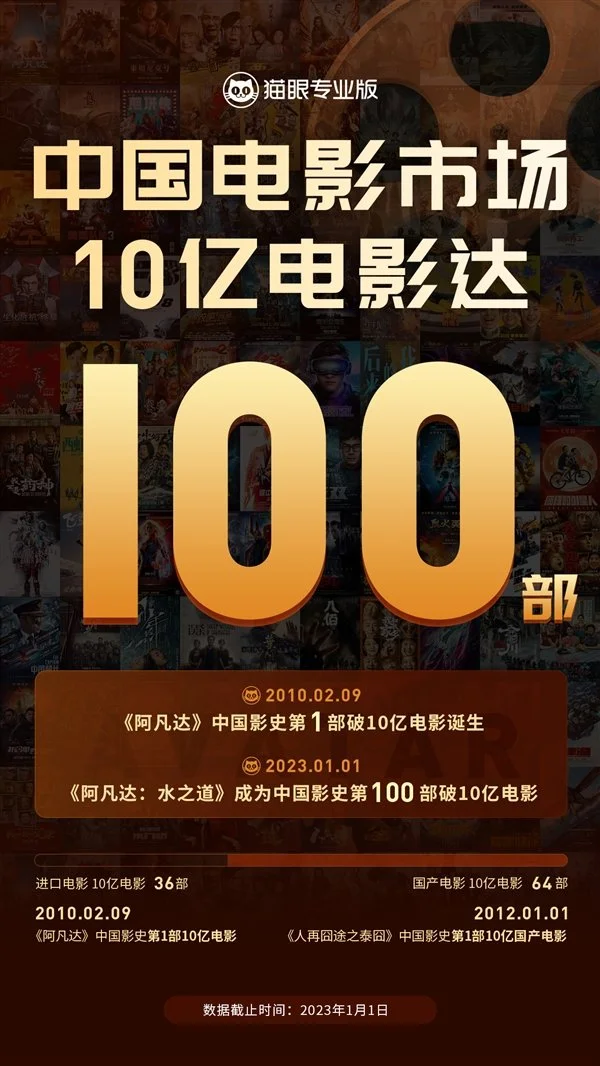 猫眼专业版
中国电影市场
10亿电影达
100部
2010.02.09
《阿凡达》中国影史第1部破10亿电影诞生
2023.01.01
《阿凡达：水之道》成为中国影史第100部破10亿电影
进口电影 10亿电影 36部
国产电影 10亿电影 64部
2010.02.09
2012.01.01
《阿凡达》中国影史第1部10亿电影
《人再囧途之泰囧》中国影史第1部10亿国产电影
数据截止时间：2023年1月1日